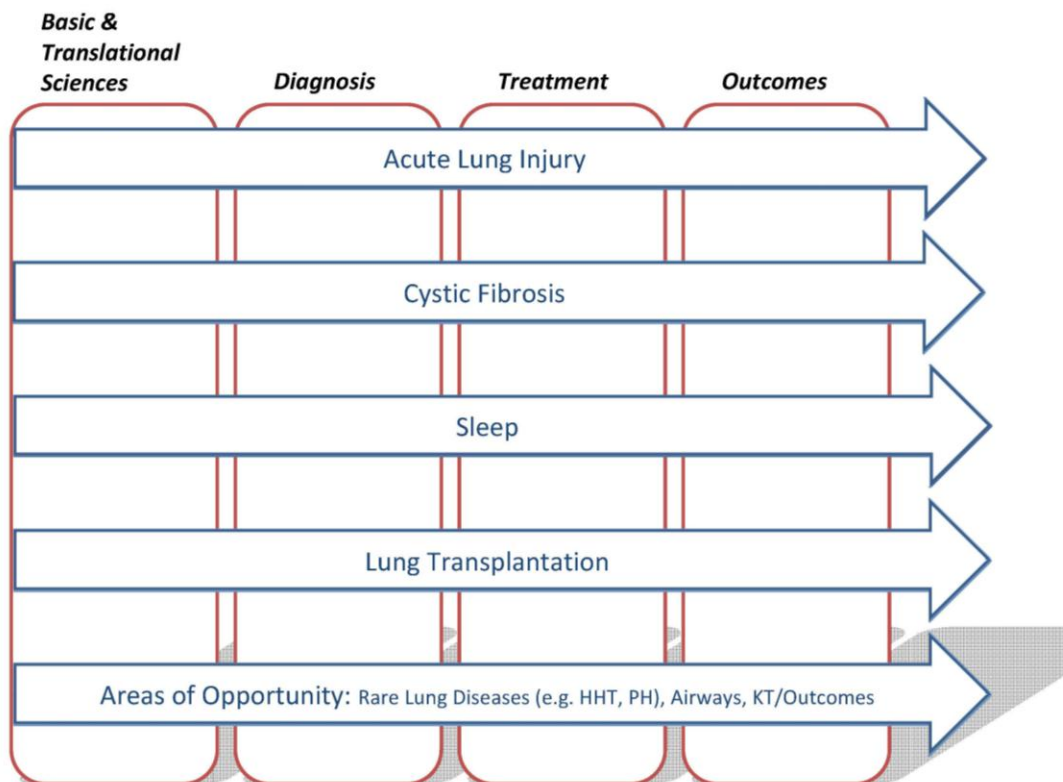 Basic &
Translational
Sciences
Diagnosis
Treatment
Outcomes
Acute Lung Injury
Cystic Fibrosis
Sleep
Lung Transplantation
Areas of Opportunity: Rare Lung Diseases (e.g. HHT, PH), Airways, KT/Outcomes